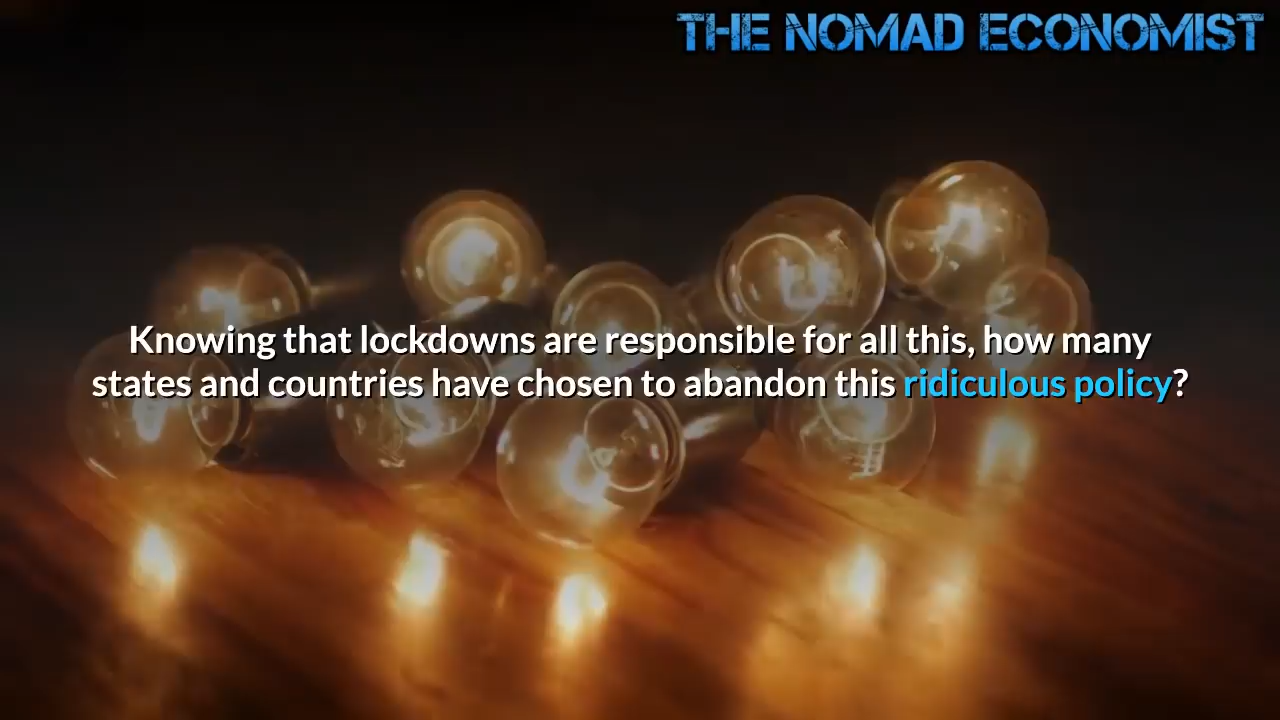 THE NOMAD ECONOMIST
Knowing that lockdowns are responsible for all this, how many
states and countries have chosen to abandon this ridiculous policy?